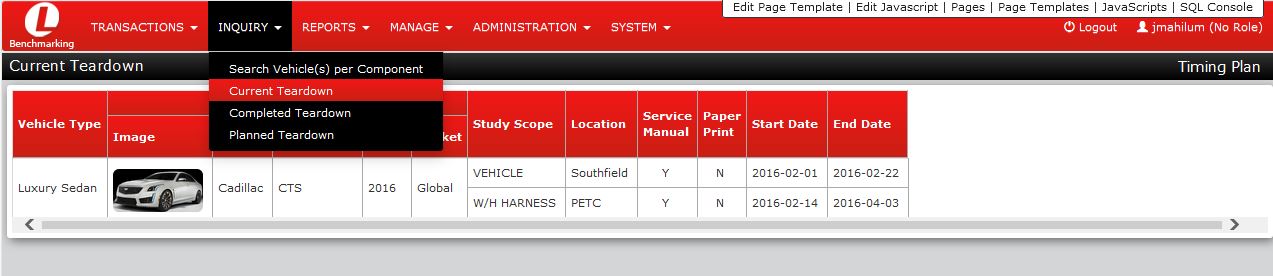 Edit Page Template | Edit Javascript | Pages | Page Templates | JavaScripts | SQL Console
L
Benchmarking
TRANSACTIONS INQUIRY REPORTS MANAGE ADMINISTRATION SYSTEM Logout jmahilum (No Role)
Current Teardown Timing Plan
Search Vehicle(s) per Component
Current Teardown
Completed Teardown
Planned Teardown
Vehicle Type Image ket Study Scope Location Service Manual Paper Print Start Date End Date
Luxury Sedan Cadillac CTS 2016 Global
VEHICLE Southfield Y N 2016-02-01 2016-02-22
W/H HARNESS PETC Y N 2016-02-14 2016-04-03